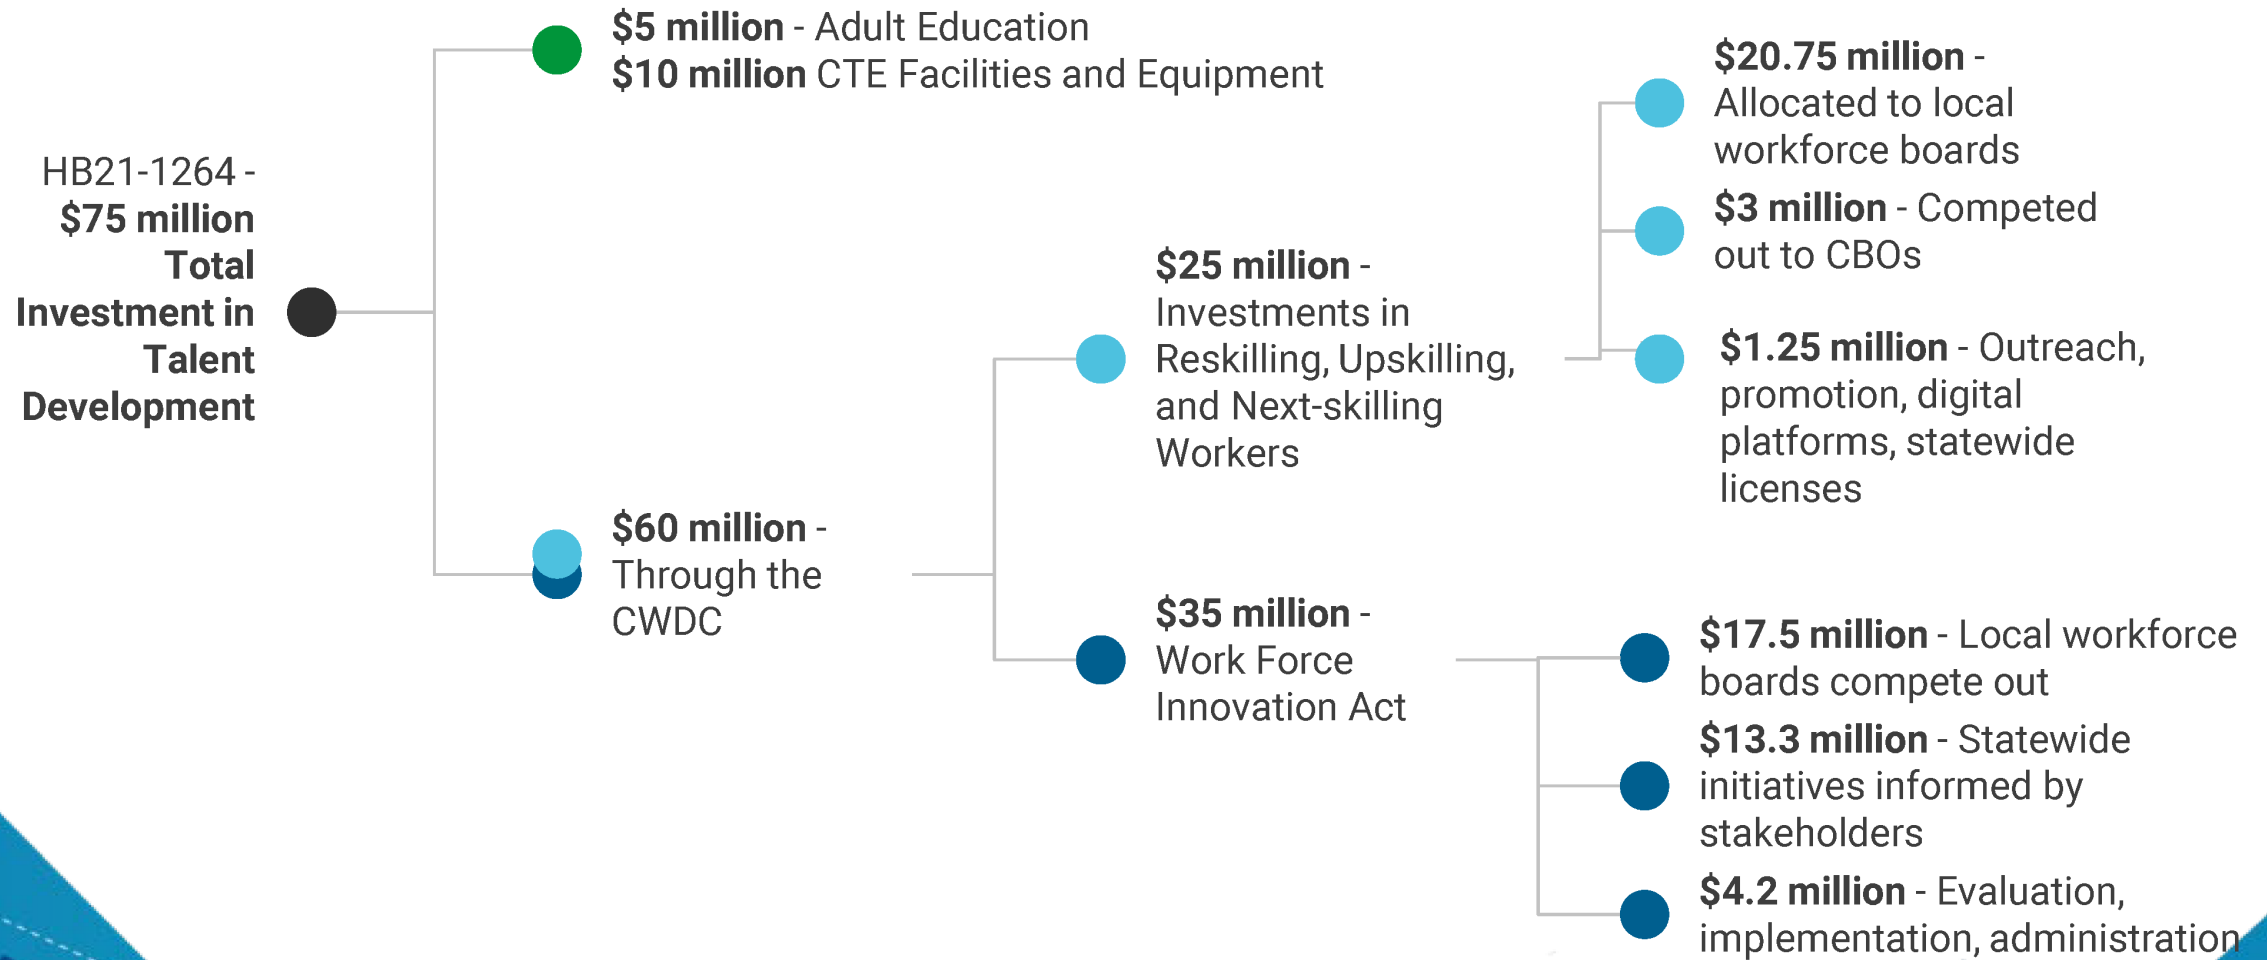 HB21-1264 -
$75 million
Total
Investment in
Talent
Development
$5 million - Adult Education
$10 million CTE Facilities and Equipment
$60 million -
Through the
CWDC
$25 million -
Investments in
Reskilling, Upskilling,
and Next-skilling
Workers
$35 million -
Work Force
Innovation Act
$20.75 million -
Allocated to local
workforce boards
$3 million - Competed
out to CBOs
$1.25 million - Outreach,
promotion, digital
platforms, statewide
licenses
$17.5 million - Local workforce
boards compete out
$13.3 million - Statewide
initiatives informed by
stakeholders
$4.2 million - Evaluation,
implementation, administration